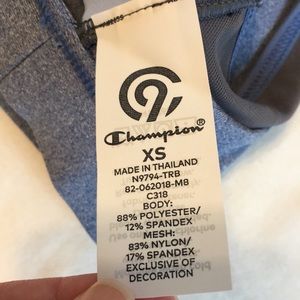 C9
Champion®
XS
MADE IN THAILAND
N9794-TRB
82-062018-M8
C318
BODY:
88% POLYESTER/
12% SPANDEX
MESH:
83% NYLON/
17% SPANDEX
EXCLUSIVE OF
DECORATION